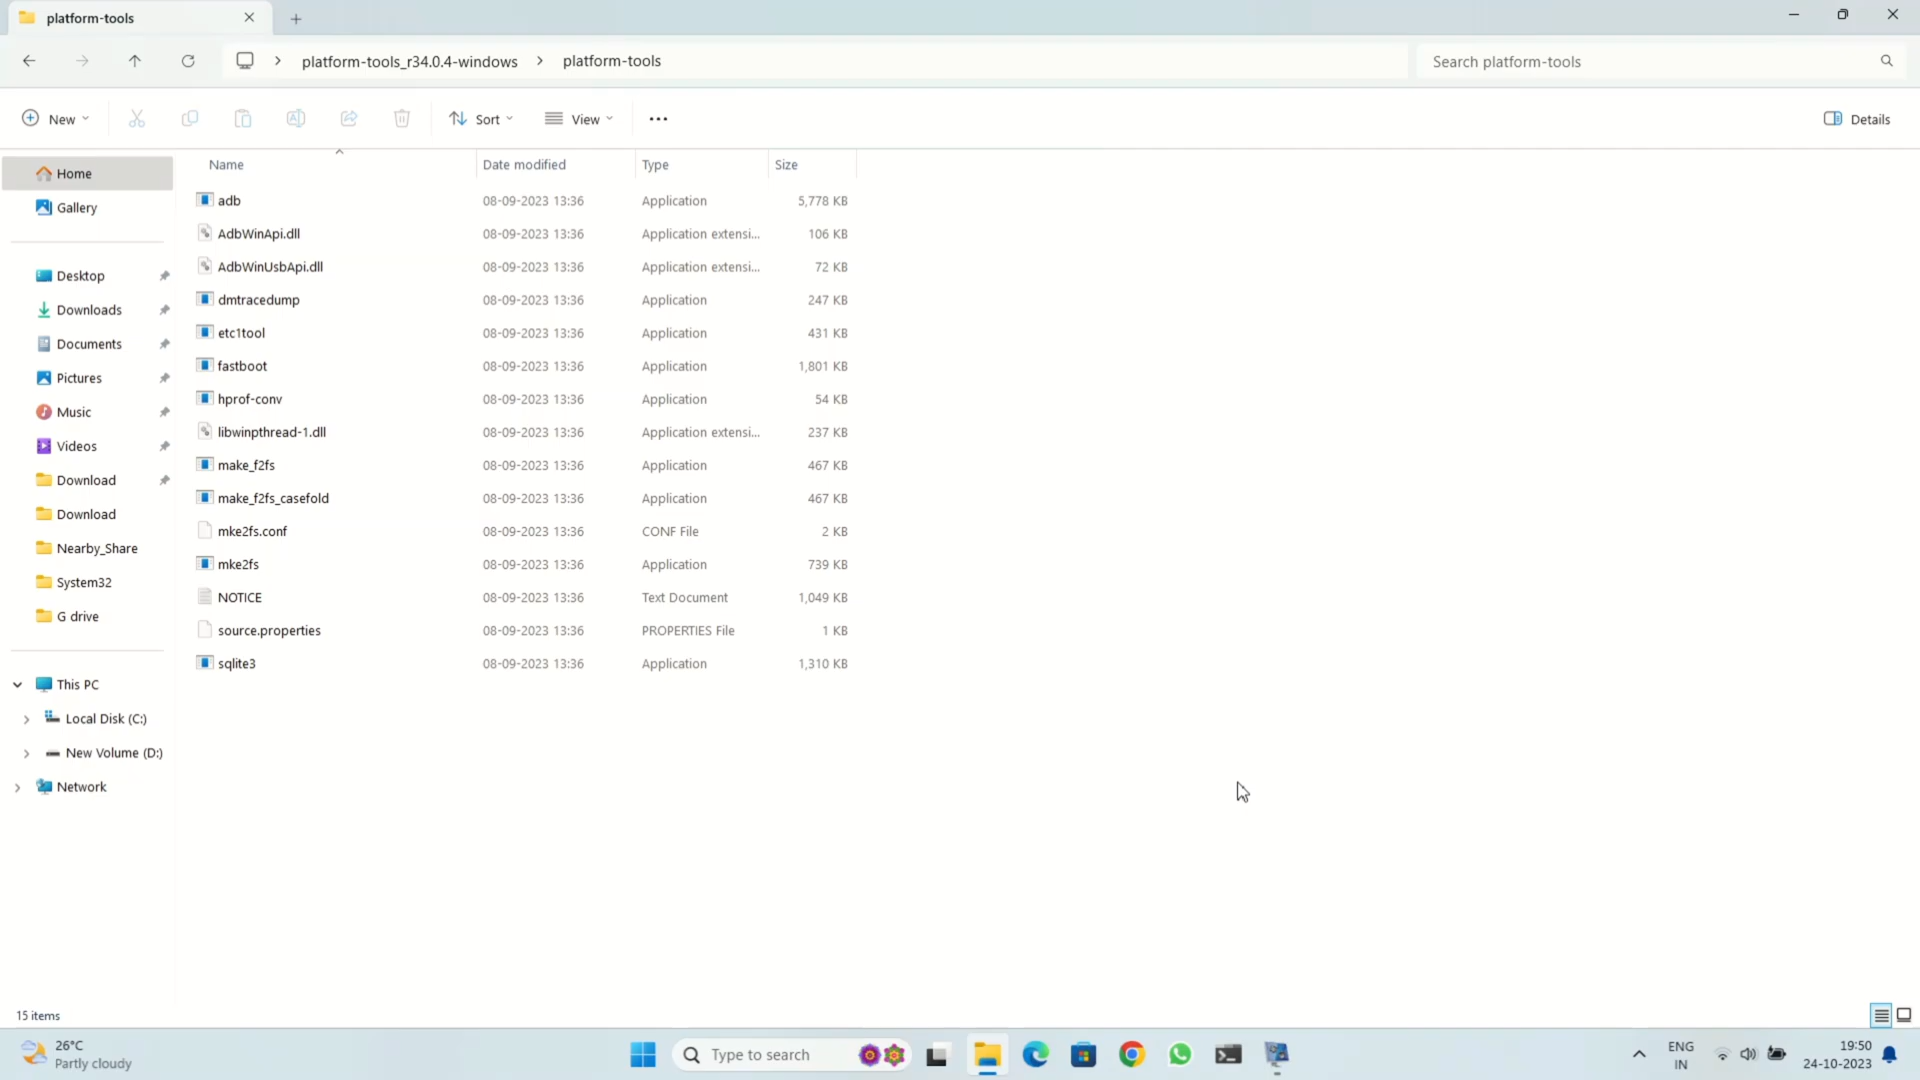 platform-tools
platform-tools_r34.0.4-windows
platform-tools
Search platform-tools
New
Sort
View
Details
Name
Date modified
Type
Size
Home
Gallery
Desktop
Downloads
Documents
Pictures
Music
Videos
Download
Download
Nearby_Share
System32
G drive
This PC
Local Disk (C:)
New Volume (D:)
Network
adb 08-09-2023 13:36 Application 5,778 KB
AdbWinApi.dll 08-09-2023 13:36 Application extensi... 106 KB
AdbWinUsbApi.dll 08-09-2023 13:36 Application extensi... 72 KB
dmtracedump 08-09-2023 13:36 Application 247 KB
etc1tool 08-09-2023 13:36 Application 431 KB
fastboot 08-09-2023 13:36 Application 1,801 KB
hprof-conv 08-09-2023 13:36 Application 54 KB
libwinpthread-1.dll 08-09-2023 13:36 Application extensi... 237 KB
make_f2fs 08-09-2023 13:36 Application 467 KB
make_f2fs_casefold 08-09-2023 13:36 Application 467 KB
mke2fs.conf 08-09-2023 13:36 CONF File 2 KB
mke2fs 08-09-2023 13:36 Application 739 KB
NOTICE 08-09-2023 13:36 Text Document 1,049 KB
source.properties 08-09-2023 13:36 PROPERTIES File 1 KB
sqlite3 08-09-2023 13:36 Application 1,310 KB
15 items
26°C
Partly cloudy
Type to search
ENG
IN
19:50
24-10-2023